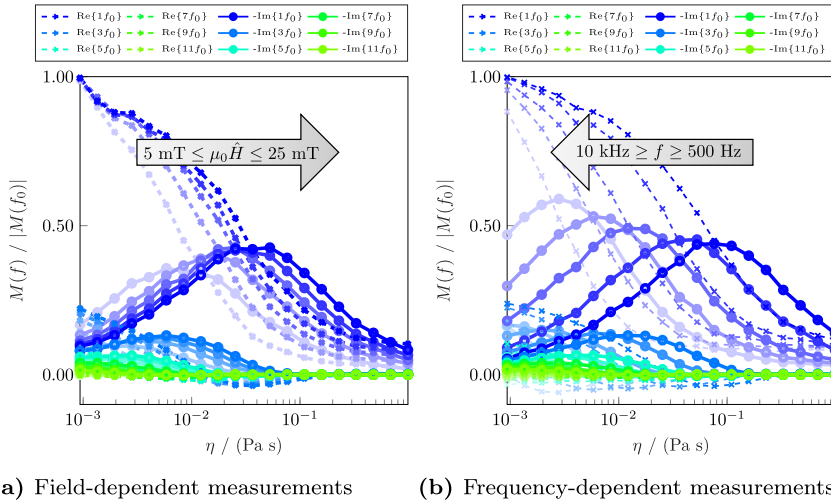 Re{1f₀} Re{7f₀} -Im{1f₀} -Im{7f₀}
Re{3f₀} Re{9f₀} -Im{3f₀} -Im{9f₀}
Re{5f₀} Re{11f₀} -Im{5f₀} -Im{11f₀}
1.00
0.50
0.00
M(f) / |M(f₀)|
5 mT ≤ μ₀Ĥ ≤ 25 mT
10⁻³ 10⁻² 10⁻¹
η / (Pa s)
a) Field-dependent measurements
Re{1f₀} Re{7f₀} -Im{1f₀} -Im{7f₀}
Re{3f₀} Re{9f₀} -Im{3f₀} -Im{9f₀}
Re{5f₀} Re{11f₀} -Im{5f₀} -Im{11f₀}
1.00
0.50
0.00
M(f) / |M(f₀)|
10 kHz ≥ f ≥ 500 Hz
10⁻³ 10⁻² 10⁻¹
η / (Pa s)
(b) Frequency-dependent measurements